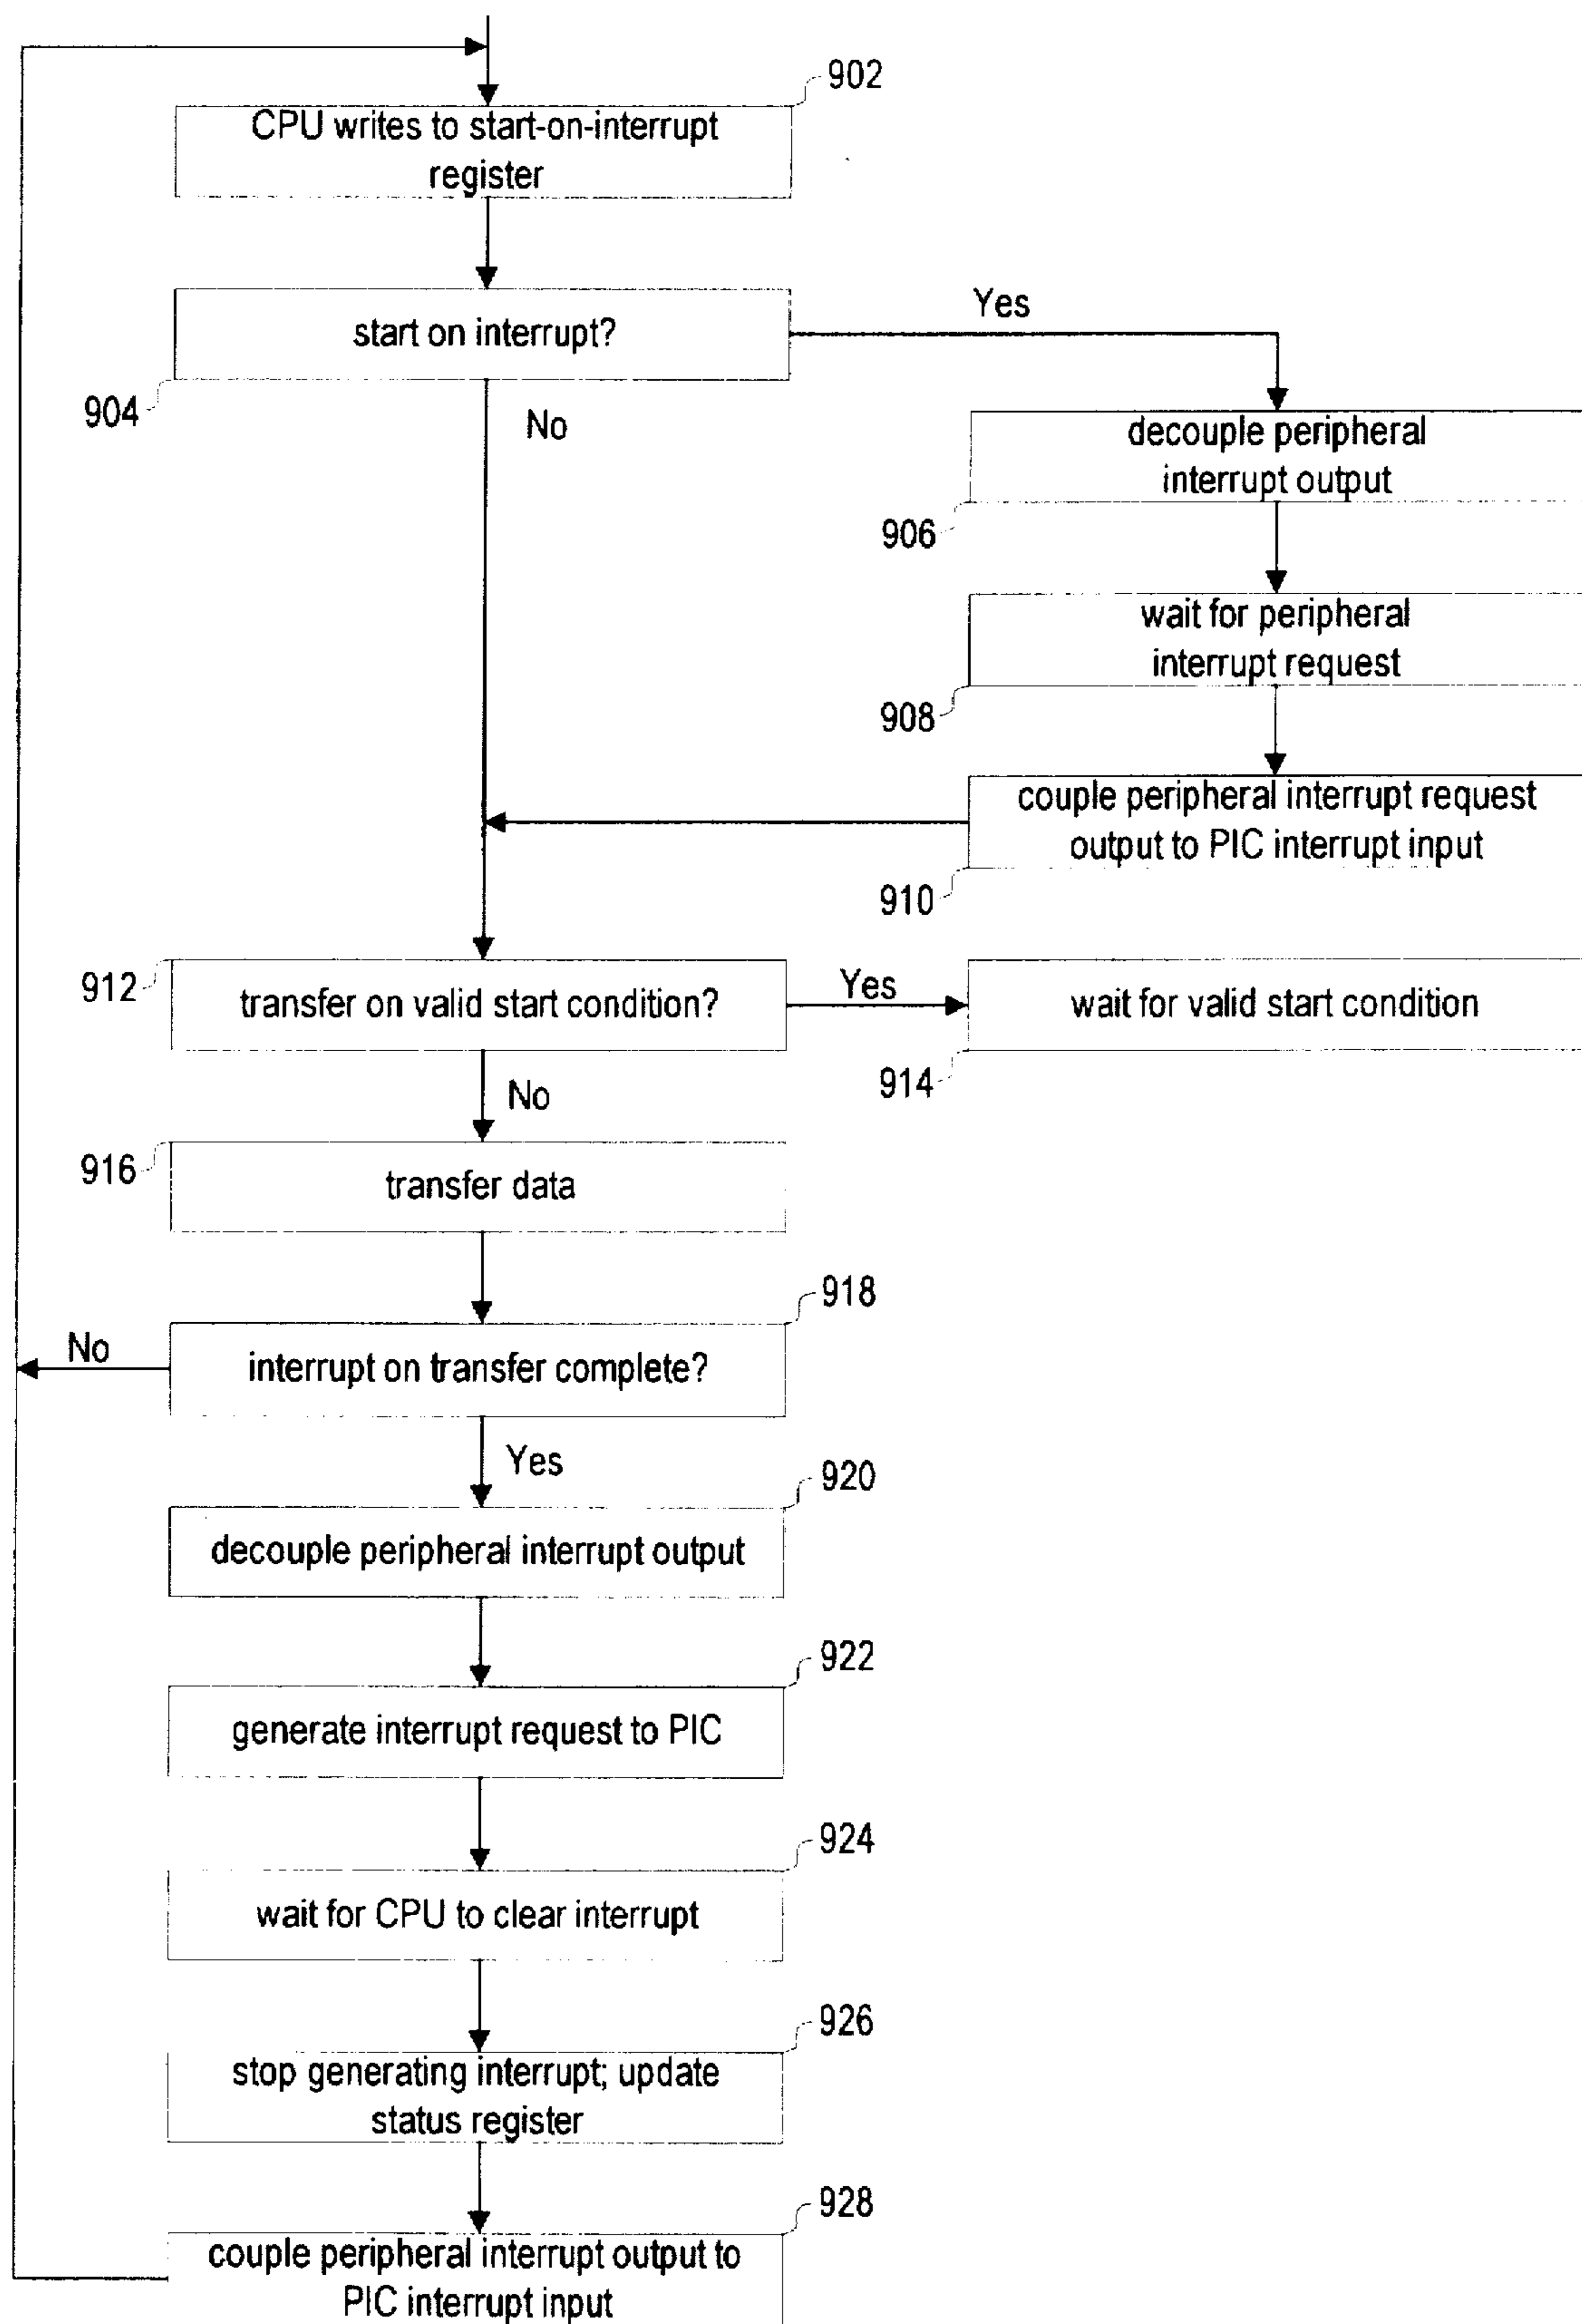 902
CPU writes to start-on-interrupt
register
start on interrupt?
Yes
904
No
decouple peripheral
interrupt output
906
wait for peripheral
interrupt request
908
couple peripheral interrupt request
output to PIC interrupt input
910
912
transfer on valid start condition?
Yes
wait for valid start condition
914
No
916
transfer data
918
No
interrupt on transfer complete?
Yes
920
decouple peripheral interrupt output
922
generate interrupt request to PIC
924
wait for CPU to clear interrupt
926
stop generating interrupt; update
status register
928
couple peripheral interrupt output to
PIC interrupt input